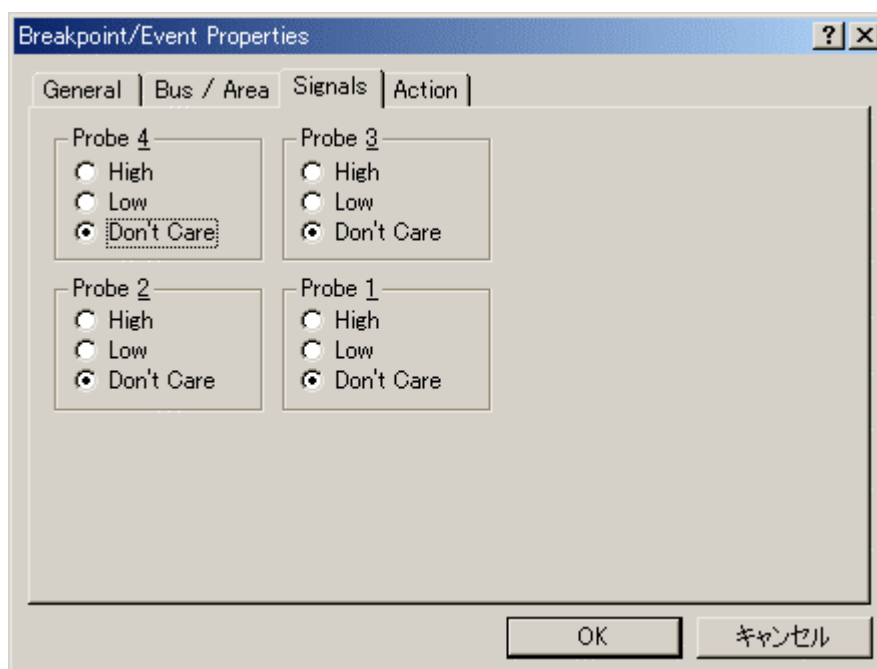 Breakpoint/Event Properties
General Bus / Area Signals Action
Probe 4 Probe 3
High High
Low Low
Don't Care Don't Care
Probe 2 Probe 1
High High
Low Low
Don't Care Don't Care
OK キャンセル